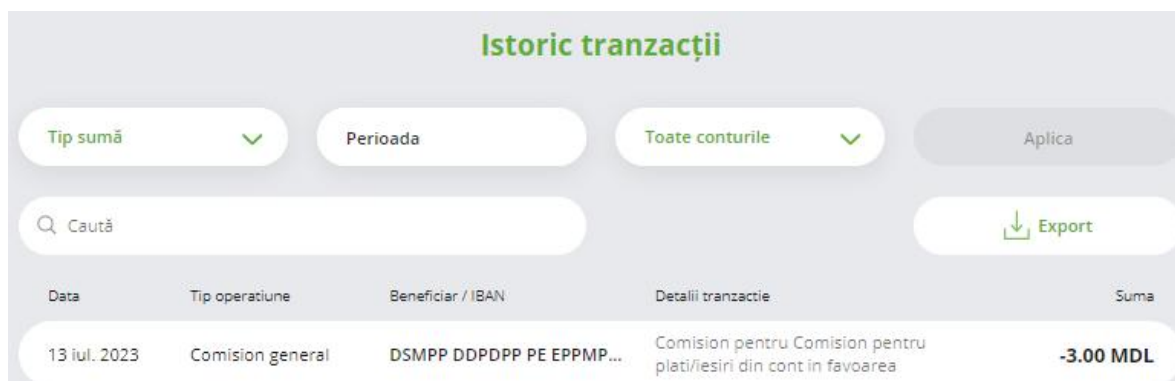 Istoric tranzacții
Tip sumă Perioada Toate conturile Aplica
Caută Export
Data Tip operatiune Beneficiar / IBAN Detalii tranzactie Suma
13 iul. 2023 Comision general DSMPP DDPDPP PE EPPMP... Comision pentru Comision pentru -3.00 MDL
plati/iesiri din cont in favoarea